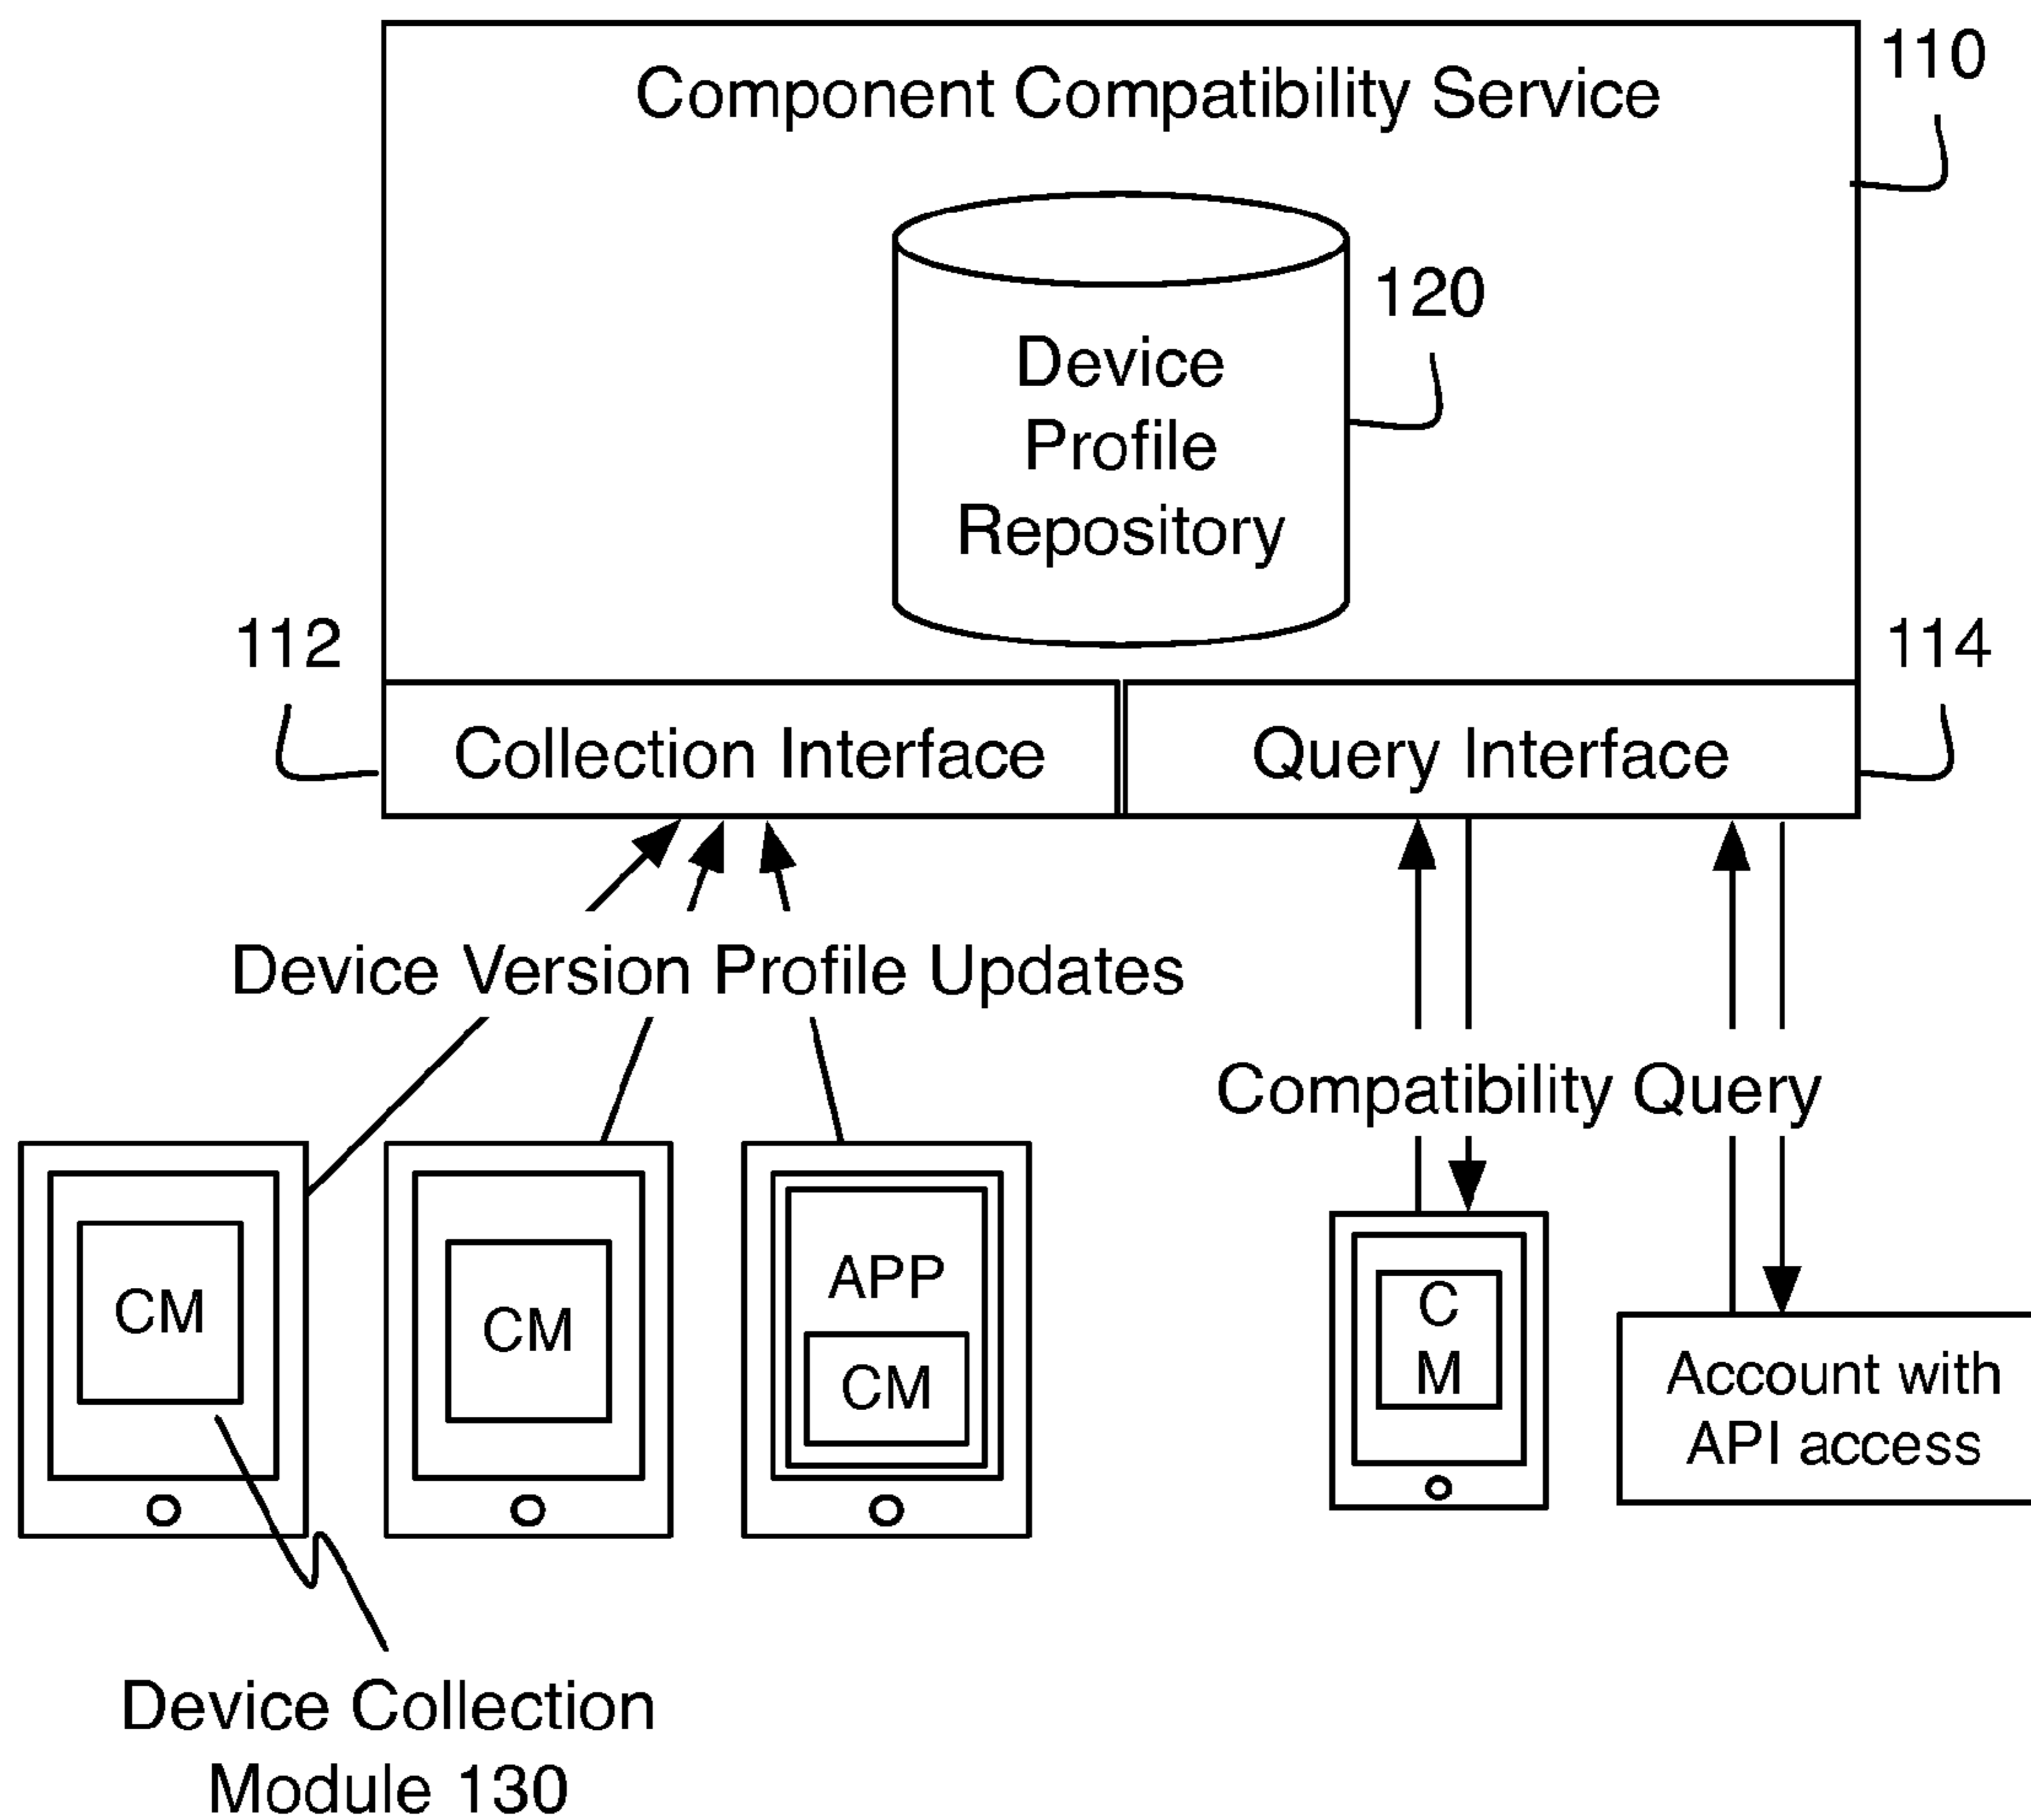 110
Component Compatibility Service
120
Device
Profile
Repository
112
114
Collection Interface
Query Interface
Device Version Profile Updates
Compatibility Query
CM
CM
APP
CM
C
M
Account with
API access
Device Collection
Module 130